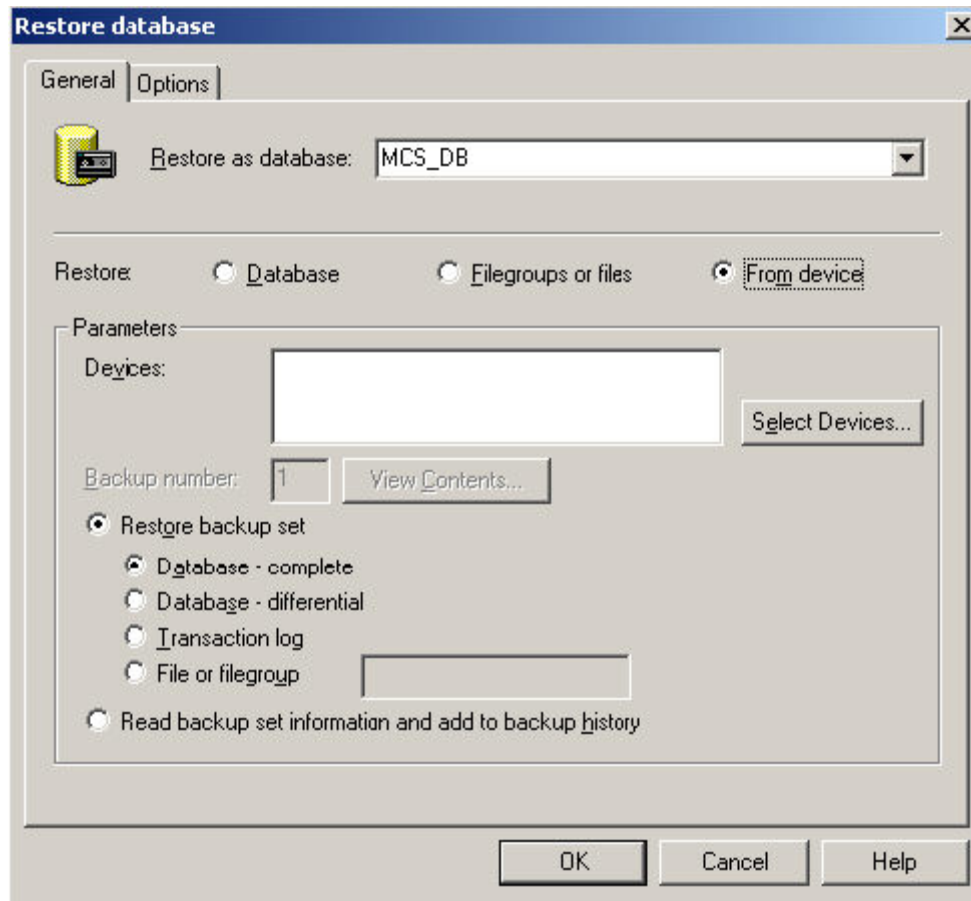 Restore database
General Options
Restore as database: MCS_DB
Restore: Database Filegroups or files From device
Parameters
Devices:
Select Devices...
Backup number: 1 View Contents...
Restore backup set
Database - complete
Database - differential
Transaction log
File or filegroup
Read backup set information and add to backup history
OK Cancel Help